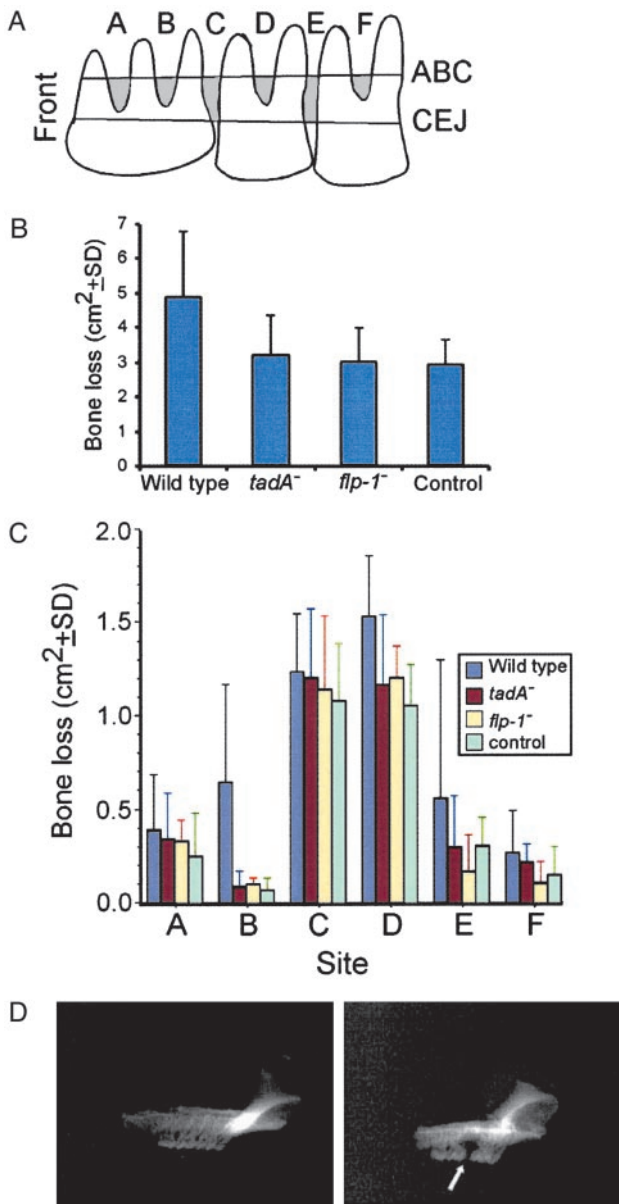 A
A B C D E F
Front
ABC
CEJ
B
Bone loss (cm²±SD)
7
6
5
4
3
2
1
0
Wild type tadA⁻ flp-1⁻ Control
C
Bone loss (cm²±SD)
2.0
1.5
1.0
0.5
0.0
Wild type
tadA⁻
flp-1⁻
control
A B C D E F
Site
D